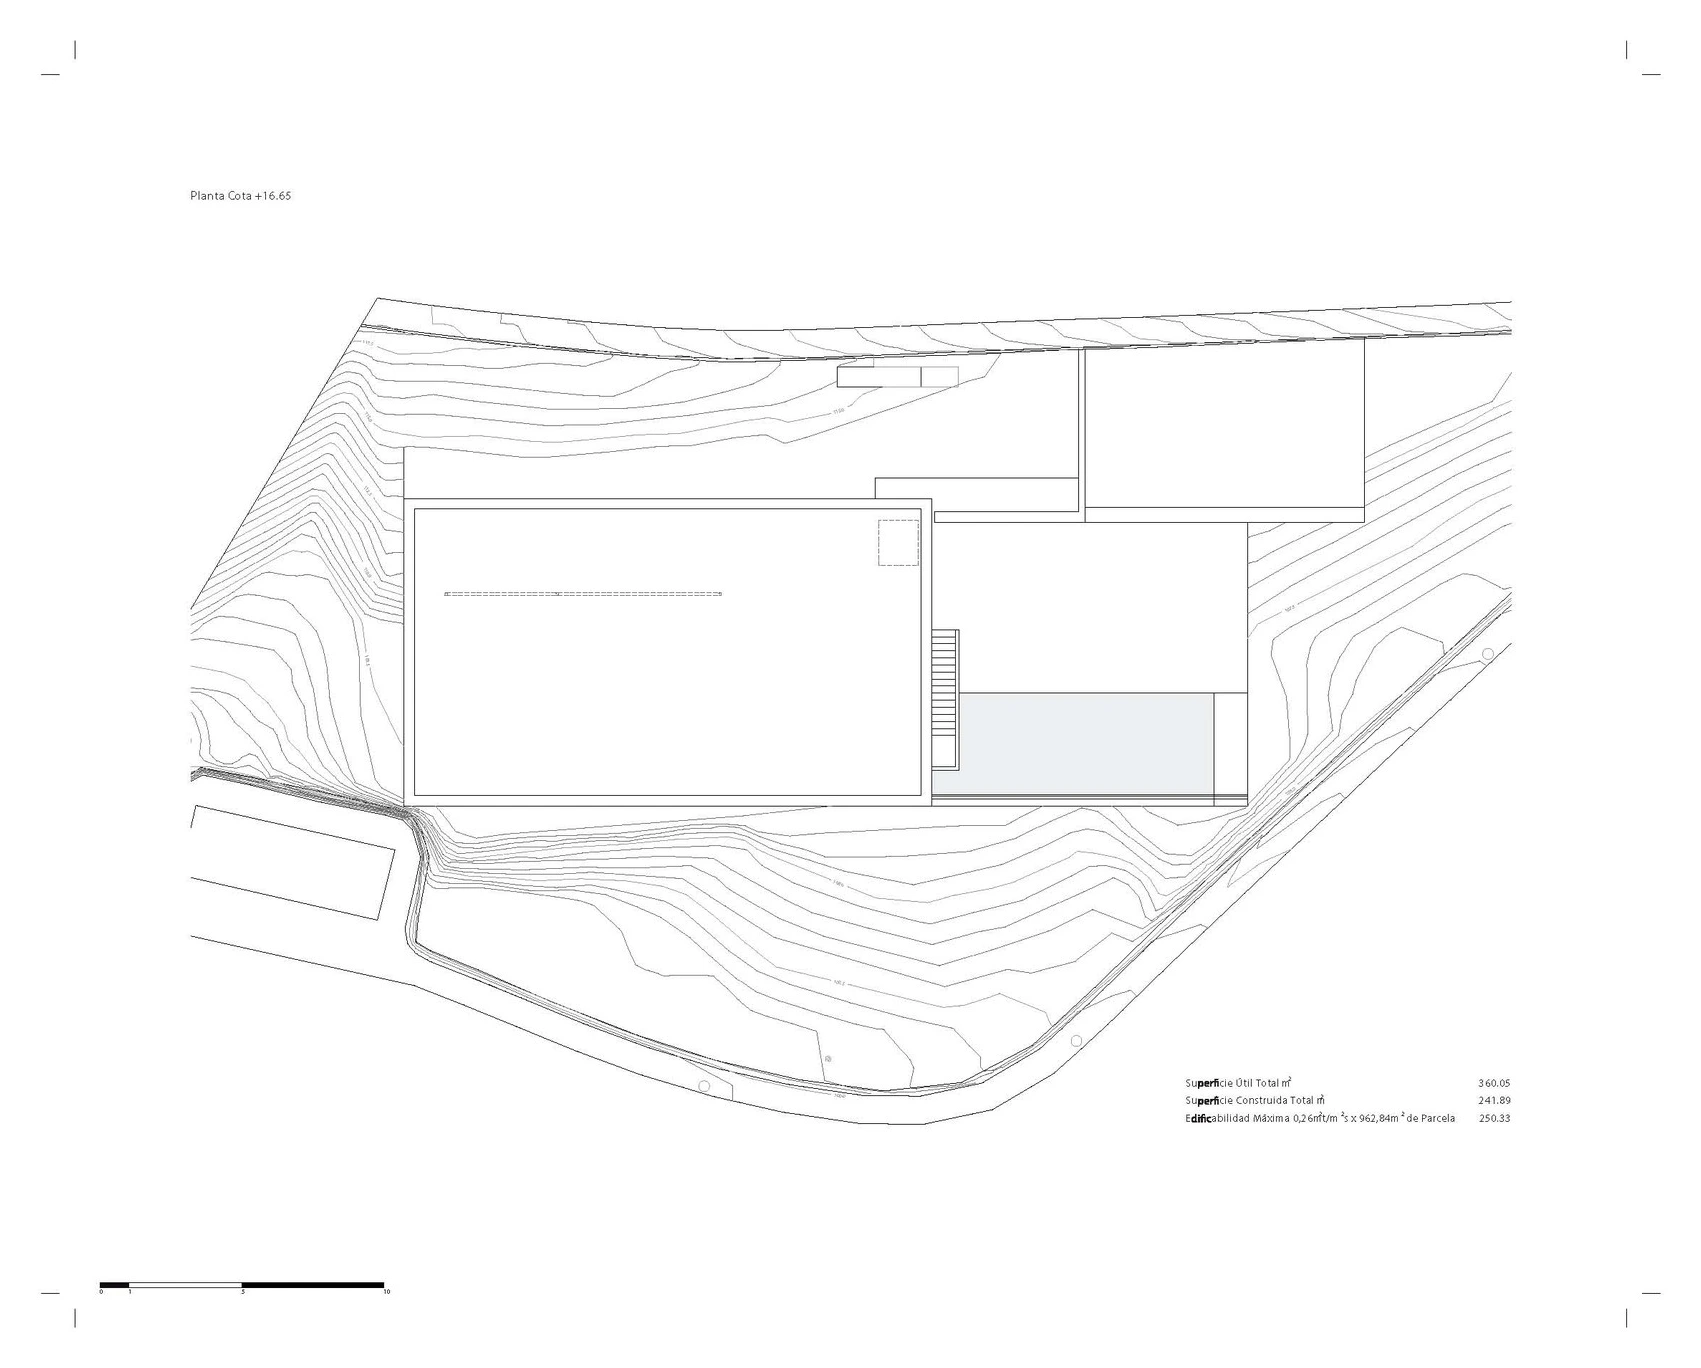 Planta Cota +16.65
Superficie Útil Total m² 360.05
Superficie Construida Total m² 241.89
Edificabilidad Máxima 0,26m²t/m²s x 962,84m² de Parcela 250.33
0 1 5 10